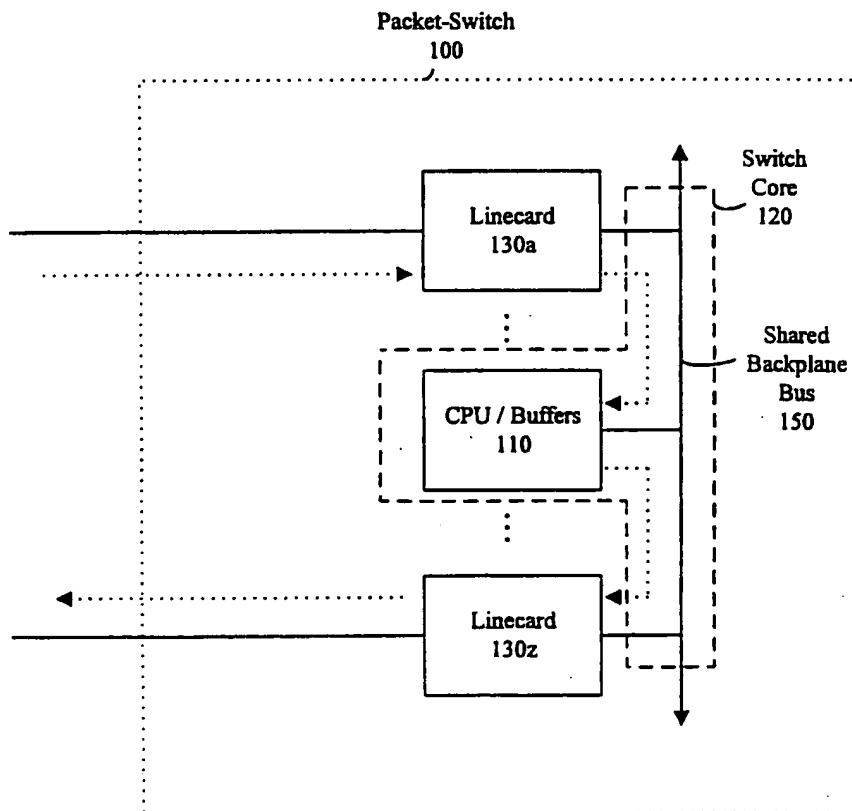 Packet-Switch
100
Switch
Core
120
Linecard
130a
Shared
Backplane
Bus
150
CPU / Buffers
110
Linecard
130z